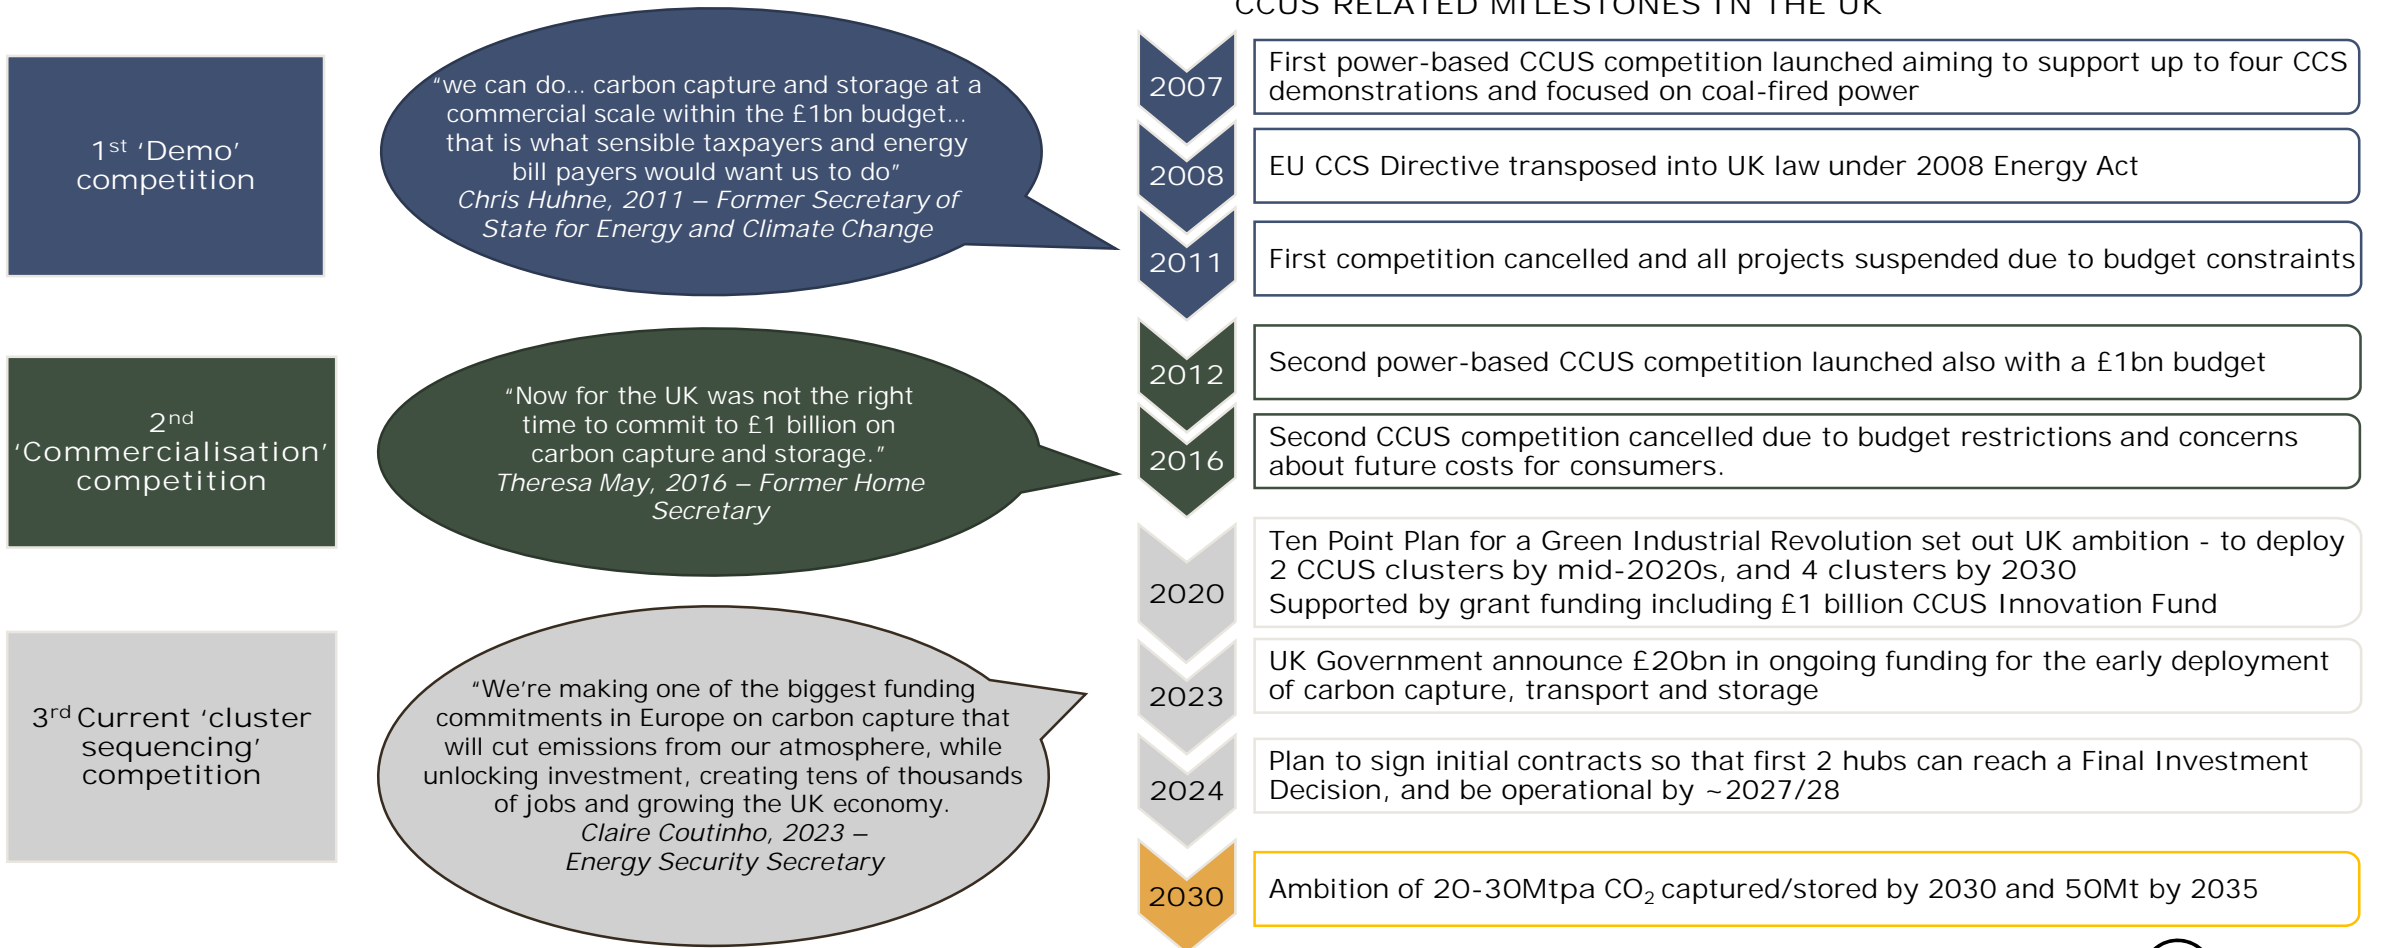 CCUS RELATED MILESTONES IN THE UK
1st 'Demo'
competition
"we can do... carbon capture and storage at a
commercial scale within the £1bn budget...
that is what sensible taxpayers and energy
bill payers would want us to do"
Chris Huhne, 2011 – Former Secretary of
State for Energy and Climate Change
2007
First power-based CCUS competition launched aiming to support up to four CCS
demonstrations and focused on coal-fired power
2008
EU CCS Directive transposed into UK law under 2008 Energy Act
2011
First competition cancelled and all projects suspended due to budget constraints
2nd
'Commercialisation'
competition
"Now for the UK was not the right
time to commit to £1 billion on
carbon capture and storage."
Theresa May, 2016 – Former Home
Secretary
2012
Second power-based CCUS competition launched also with a £1bn budget
2016
Second CCUS competition cancelled due to budget restrictions and concerns
about future costs for consumers.
3rd Current 'cluster
sequencing'
competition
"We're making one of the biggest funding
commitments in Europe on carbon capture that
will cut emissions from our atmosphere, while
unlocking investment, creating tens of thousands
of jobs and growing the UK economy.
Claire Coutinho, 2023 –
Energy Security Secretary
2020
Ten Point Plan for a Green Industrial Revolution set out UK ambition - to deploy
2 CCUS clusters by mid-2020s, and 4 clusters by 2030
Supported by grant funding including £1 billion CCUS Innovation Fund
2023
UK Government announce £20bn in ongoing funding for the early deployment
of carbon capture, transport and storage
2024
Plan to sign initial contracts so that first 2 hubs can reach a Final Investment
Decision, and be operational by ~2027/28
2030
Ambition of 20-30Mtpa CO₂ captured/stored by 2030 and 50Mt by 2035